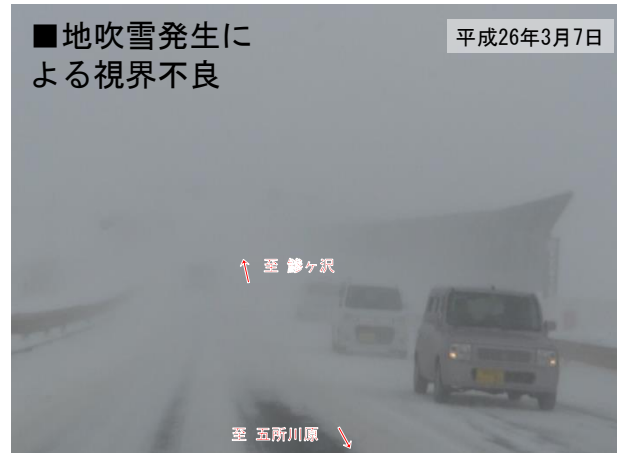 ■地吹雪発生に
よる視界不良
平成26年3月7日
至 鰺ヶ沢
至 五所川原